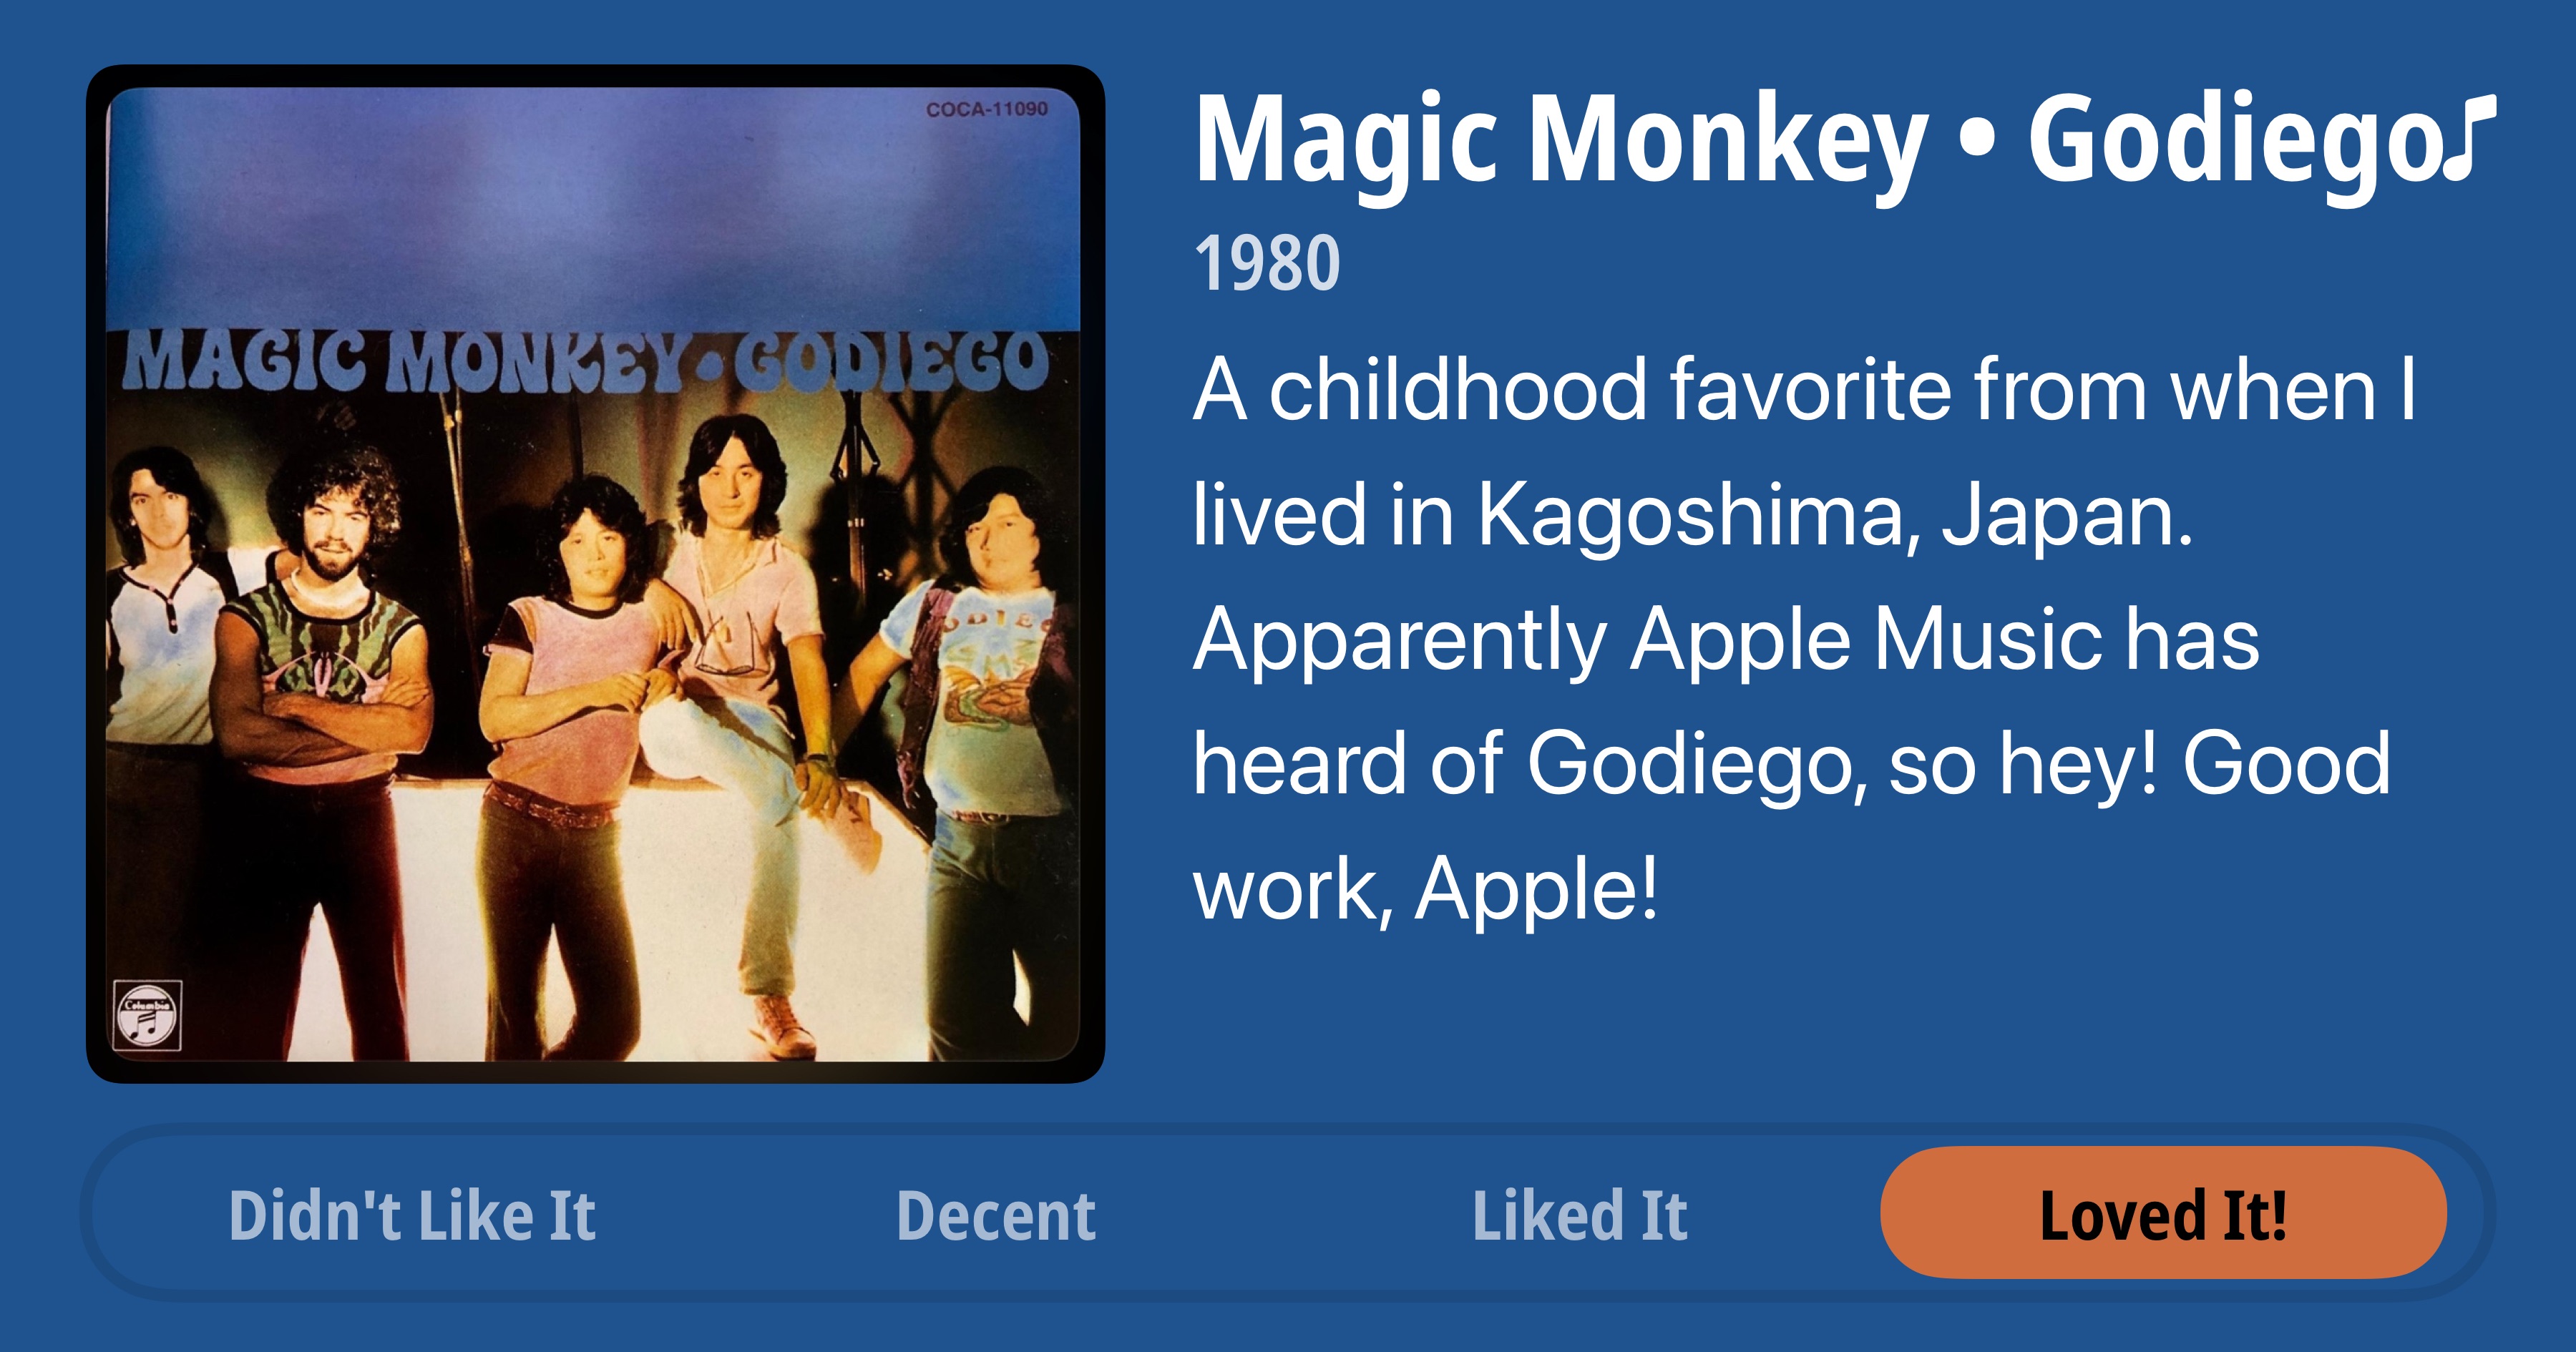 COCA-11090
MAGIC MONKEY•GODIEGO
Columbia
Magic Monkey • Godiego
1980
A childhood favorite from when I
lived in Kagoshima, Japan.
Apparently Apple Music has
heard of Godiego, so hey! Good
work, Apple!
Didn't Like It
Decent
Liked It
Loved It!